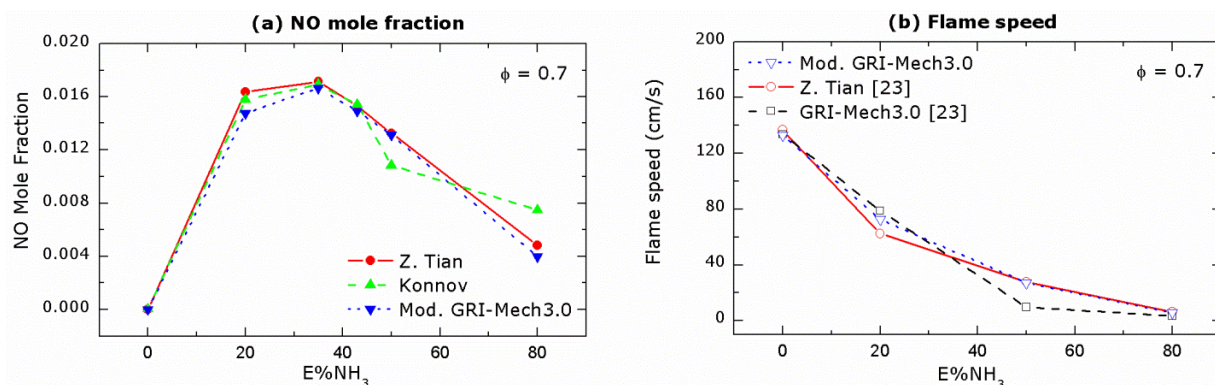 (a) NO mole fraction
0.020
0.016
0.012
0.008
0.004
0.000
NO Mole Fraction
ϕ = 0.7
Z. Tian
Konnov
Mod. GRI-Mech3.0
0 20 40 60 80
E%NH₃
(b) Flame speed
200
160
120
80
40
0
Flame speed (cm/s)
Mod. GRI-Mech3.0
Z. Tian [23]
GRI-Mech3.0 [23]
ϕ = 0.7
0 20 40 60 80
E%NH₃